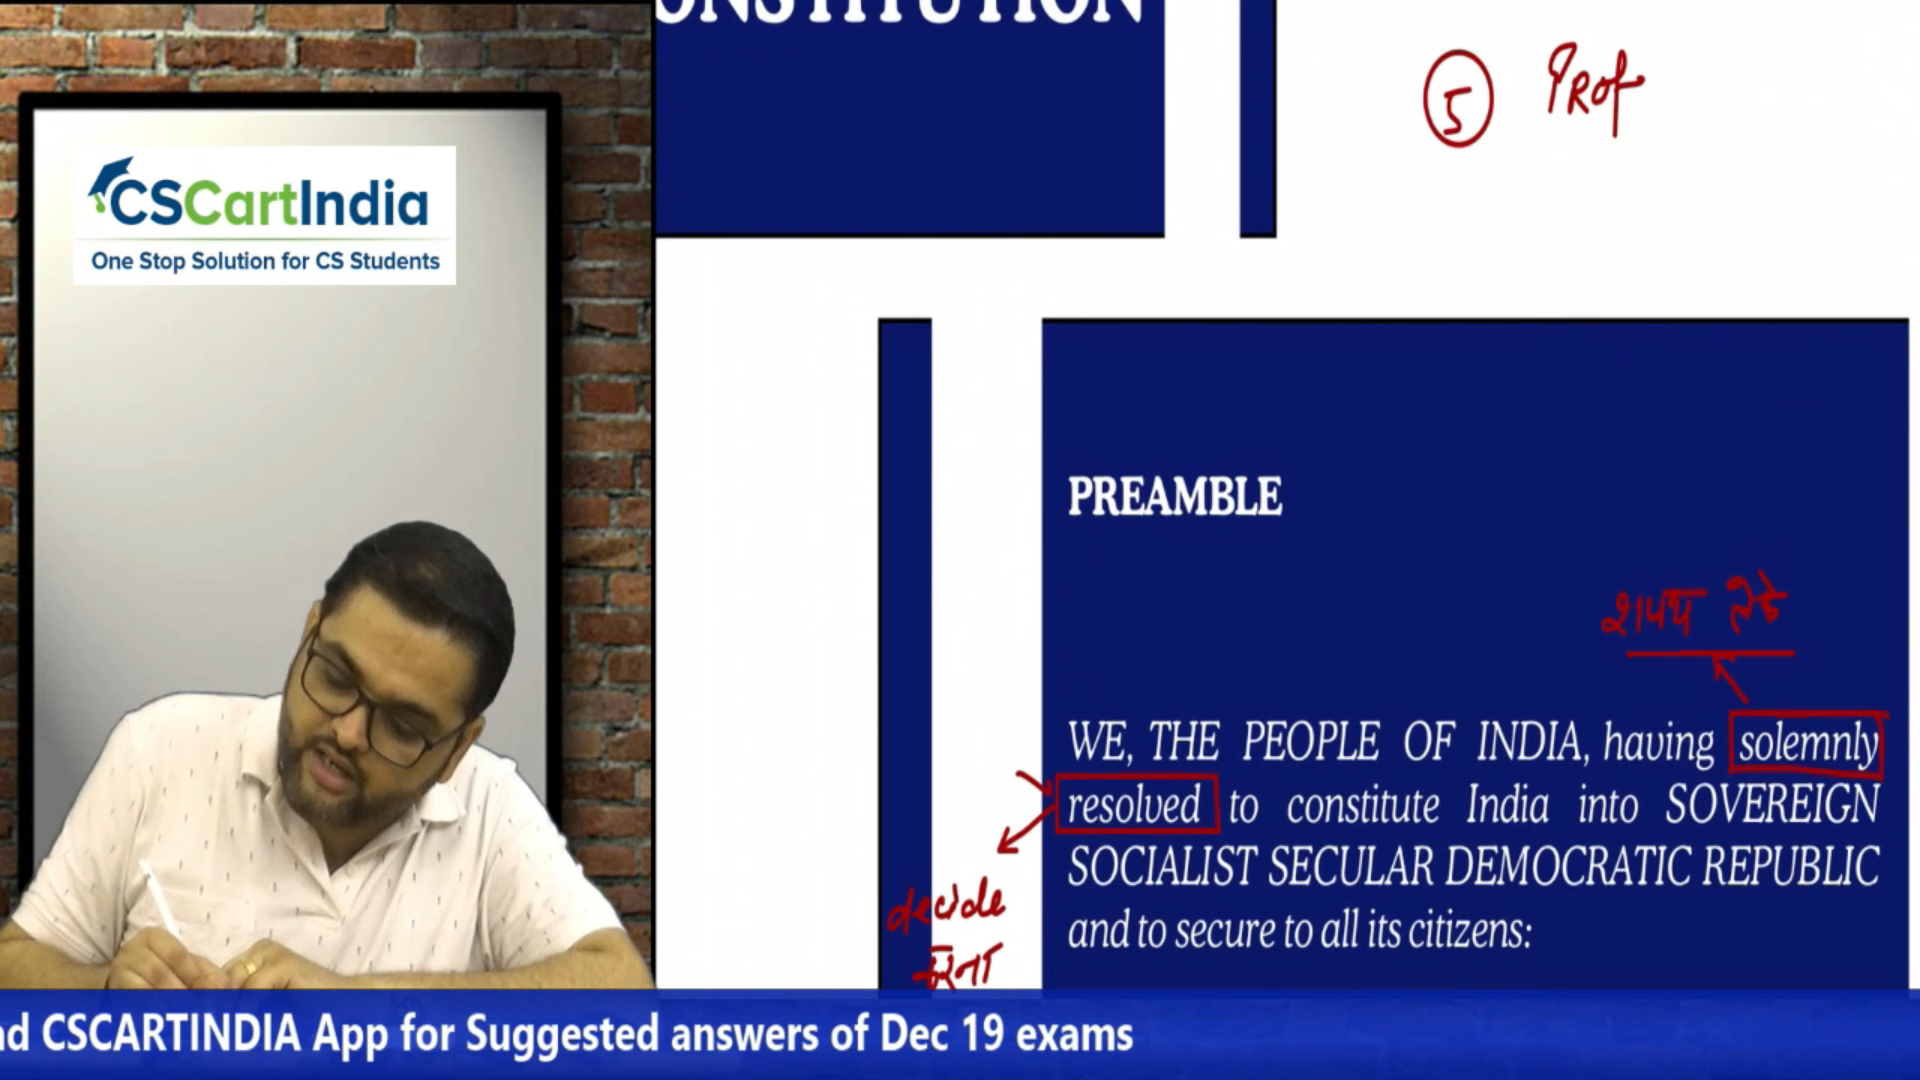 ONSTITUTION
5 Prof
CSCartIndia
One Stop Solution for CS Students
PREAMBLE
शपथ लेके
WE, THE PEOPLE OF INDIA, having solemnly
resolved to constitute India into SOVEREIGN
SOCIALIST SECULAR DEMOCRATIC REPUBLIC
and to secure to all its citizens:
decide
करना
ad CSCARTINDIA App for Suggested answers of Dec 19 exams